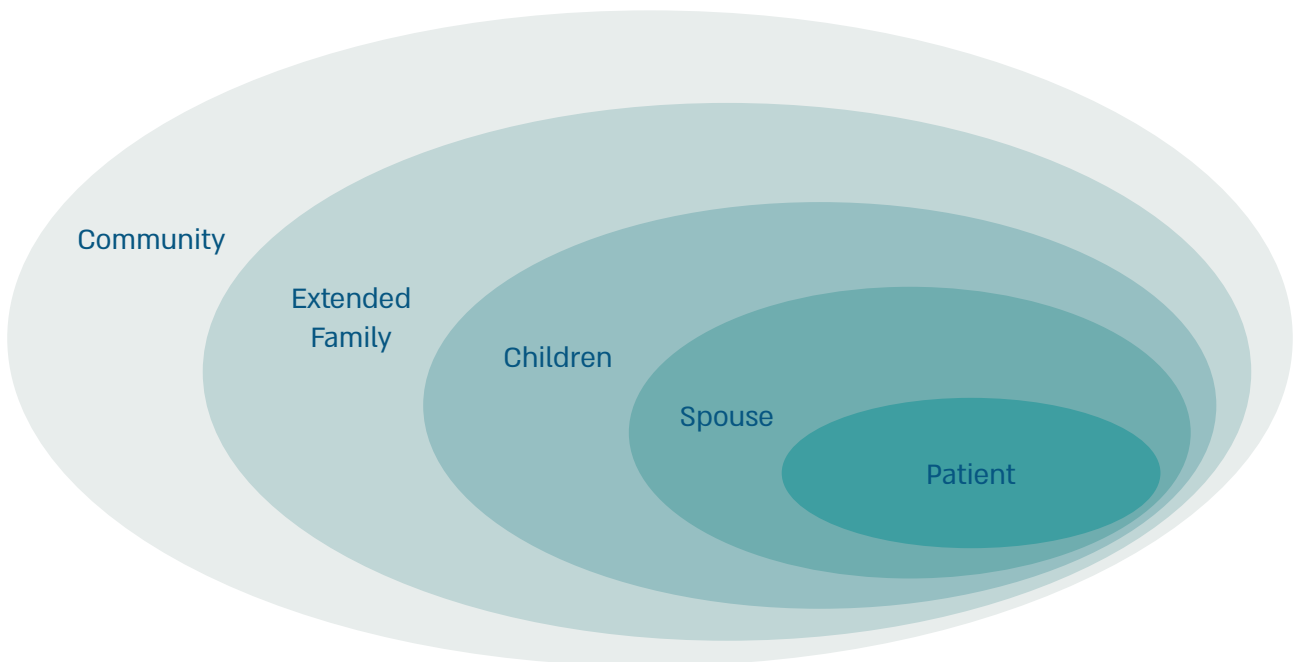 Community
Extended
Family
Children
Spouse
Patient